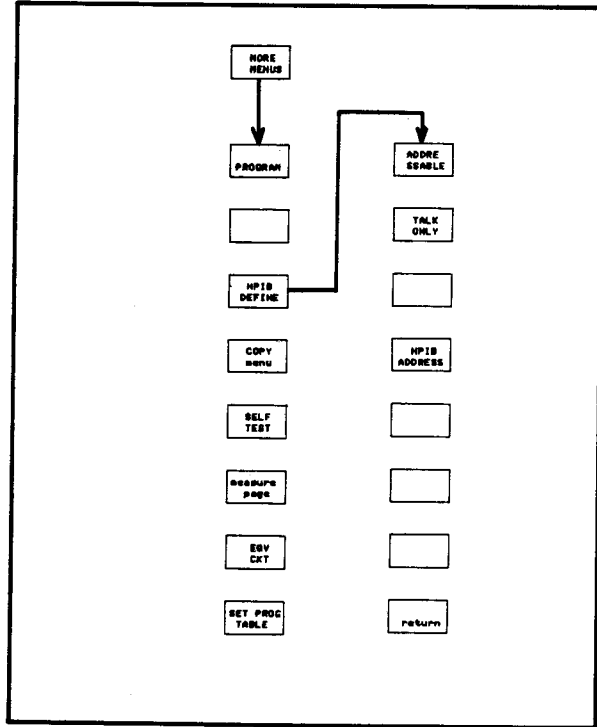 MORE
MENUS
PROGRAM
HPIB
DEFINE
COPY
menu
SELF
TEST
measure
page
EQV
CKT
SET PROG
TABLE
ADDRE
SSABLE
TALK
ONLY
HPIB
ADDRESS
return